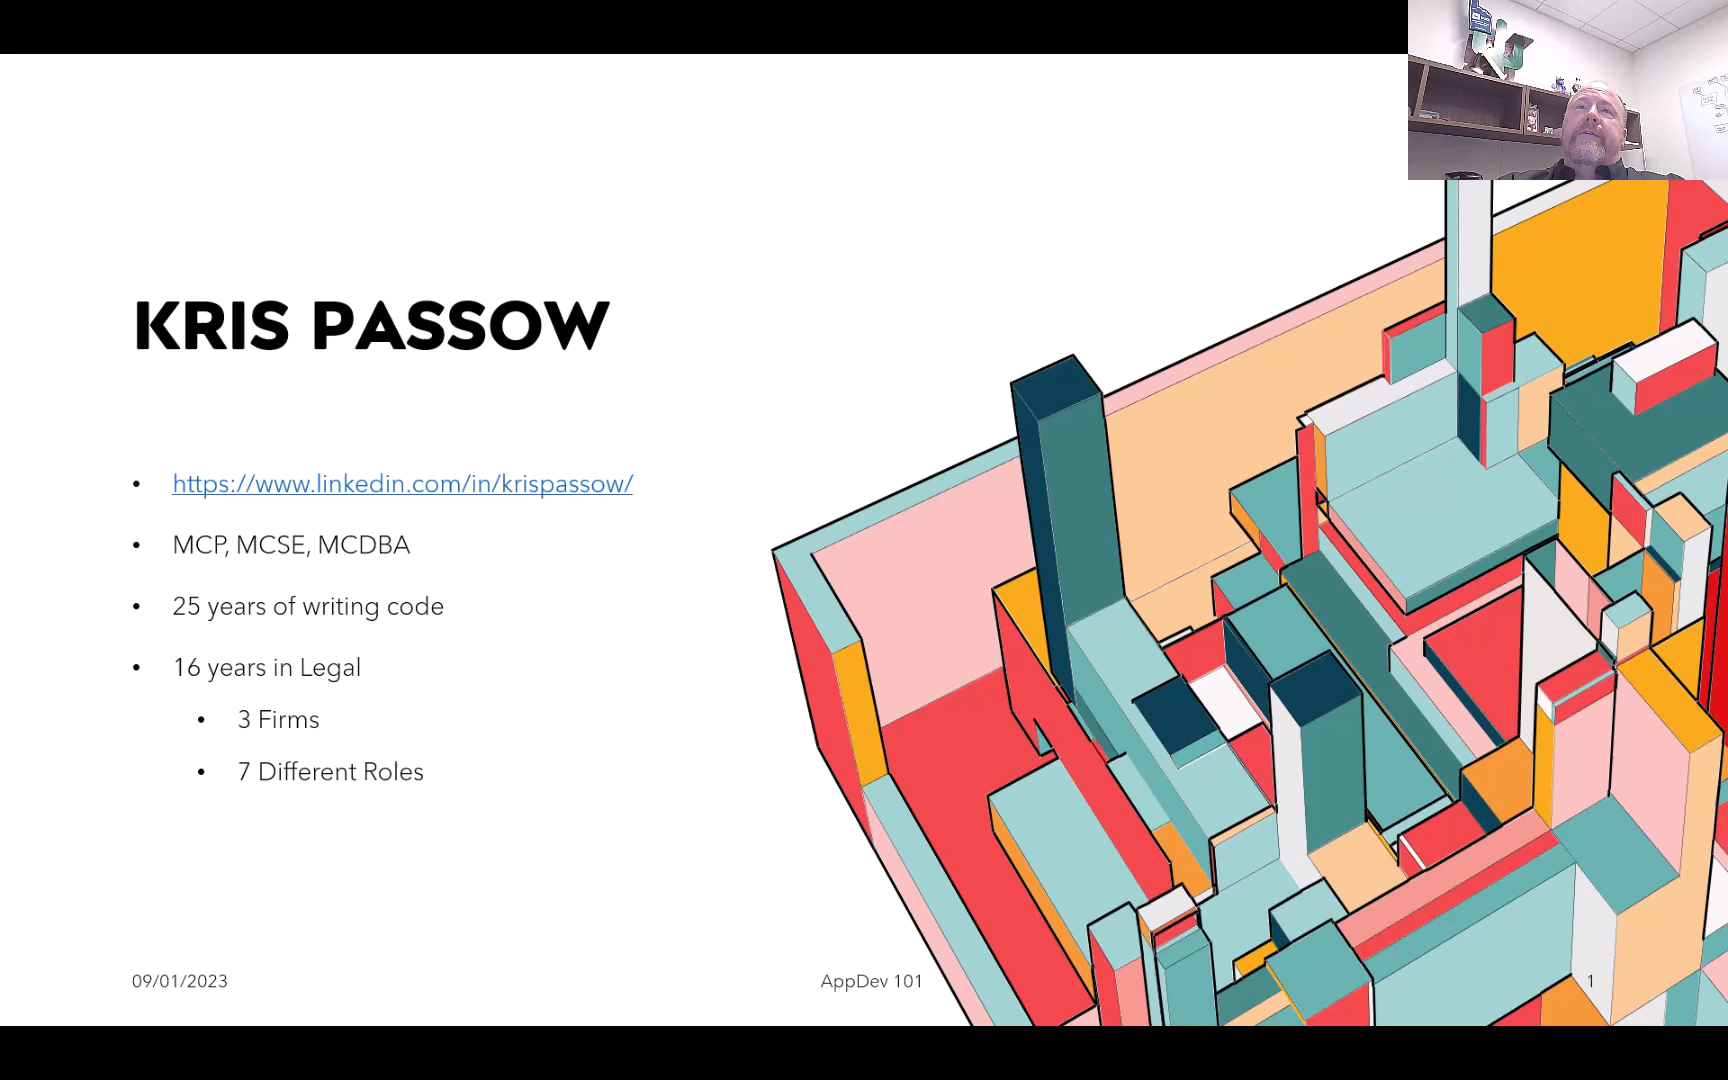 KRIS PASSOW
• https://www.linkedin.com/in/krispassow/
• MCP, MCSE, MCDBA
• 25 years of writing code
• 16 years in Legal
• 3 Firms
• 7 Different Roles
09/01/2023
AppDev 101
1